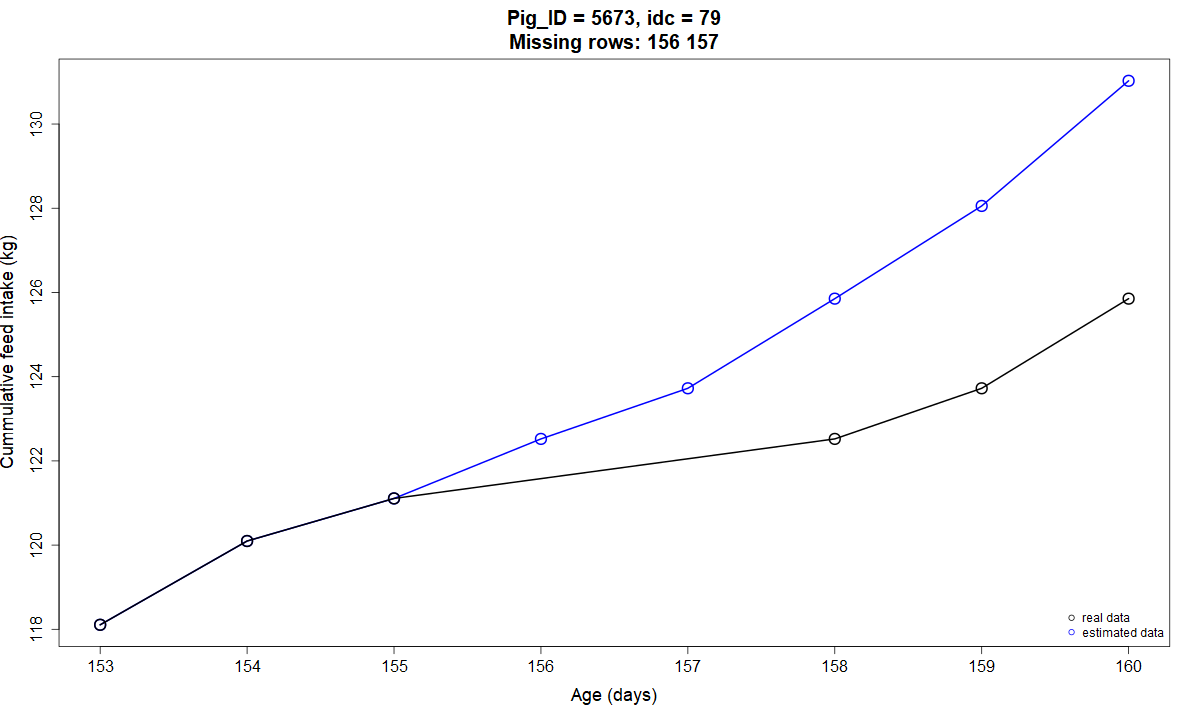 Pig_ID = 5673, idc = 79
Missing rows: 156 157
Cummulative feed intake (kg)
130
128
126
124
122
120
118
real data
estimated data
153 154 155 156 157 158 159 160
Age (days)